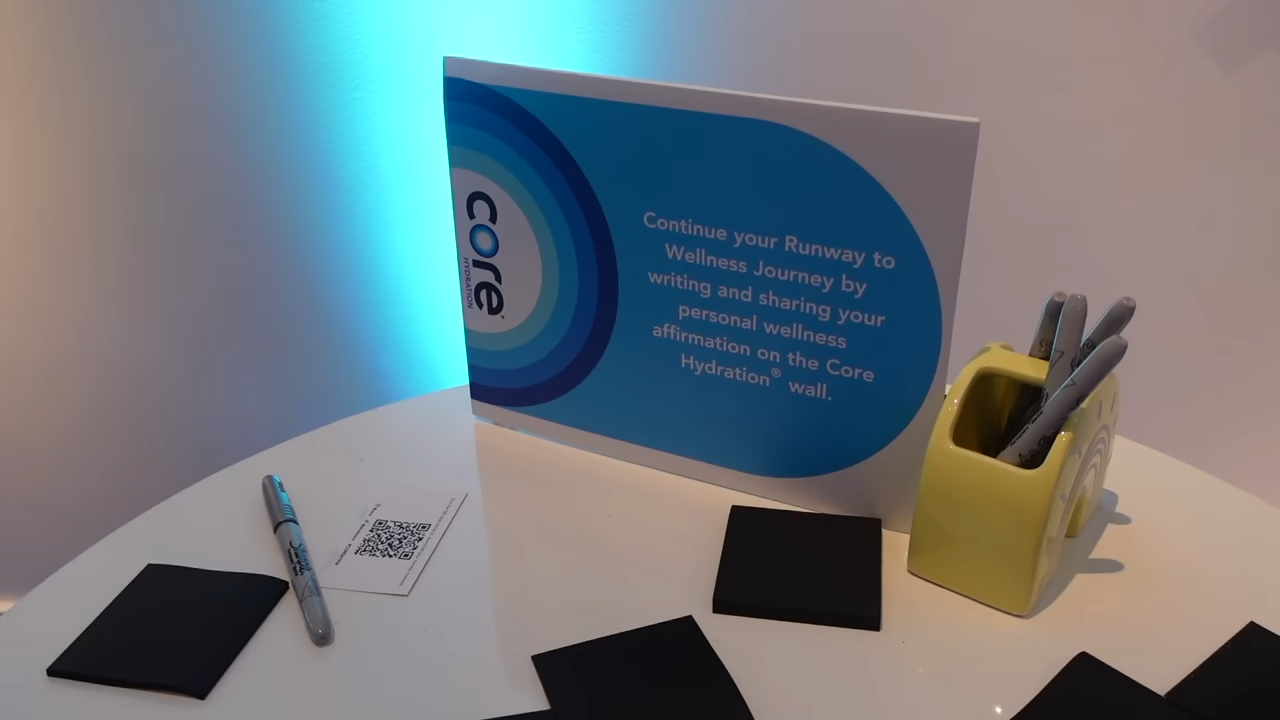 core
HYDRATION
Continue your Runway to
Wellness Journey by
writing and sharing your
personal wellness
affirmation on the Core
Hydration® wall.
Sharpie